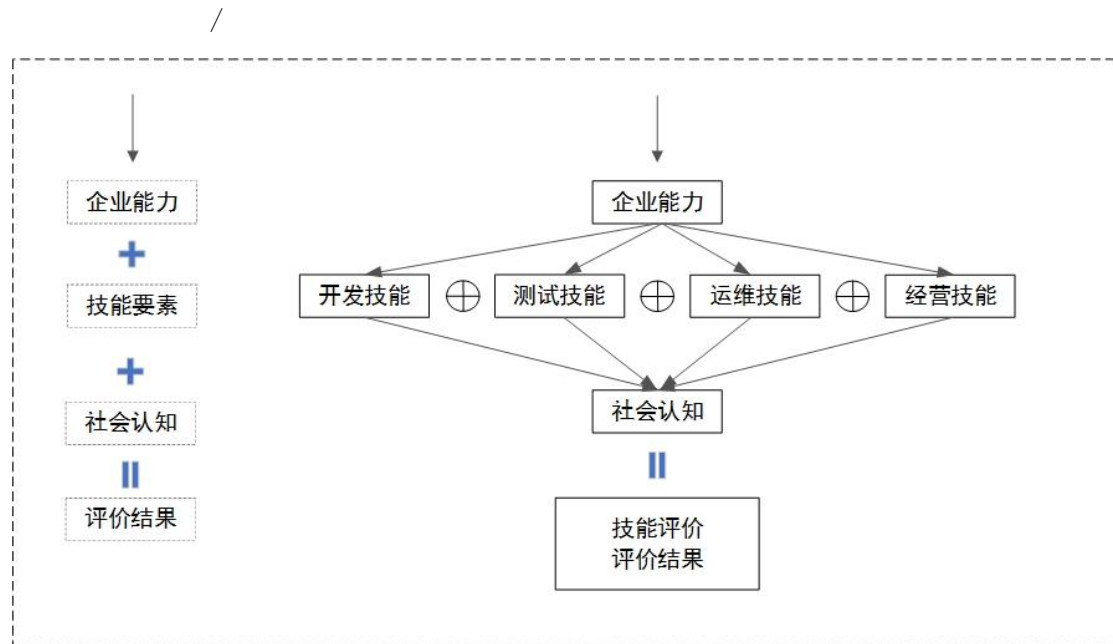 /
企业能力
+
技能要素
+
社会认知
=
评价结果
企业能力
开发技能 ⊕ 测试技能 ⊕ 运维技能 ⊕ 经营技能
社会认知
=
技能评价
评价结果